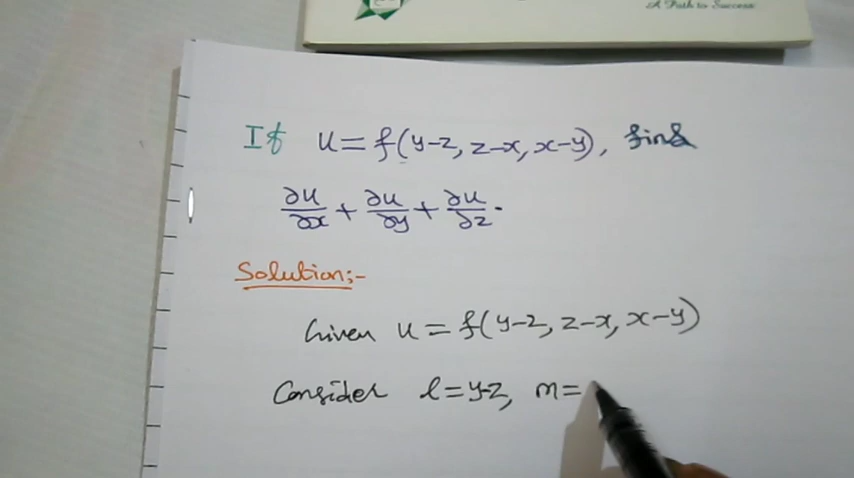 A Path to Success
If u = f(y-z, z-x, x-y), find
∂u/∂x + ∂u/∂y + ∂u/∂z.
Solution:-
Given u = f(y-z, z-x, x-y)
Consider l = y-z, m =